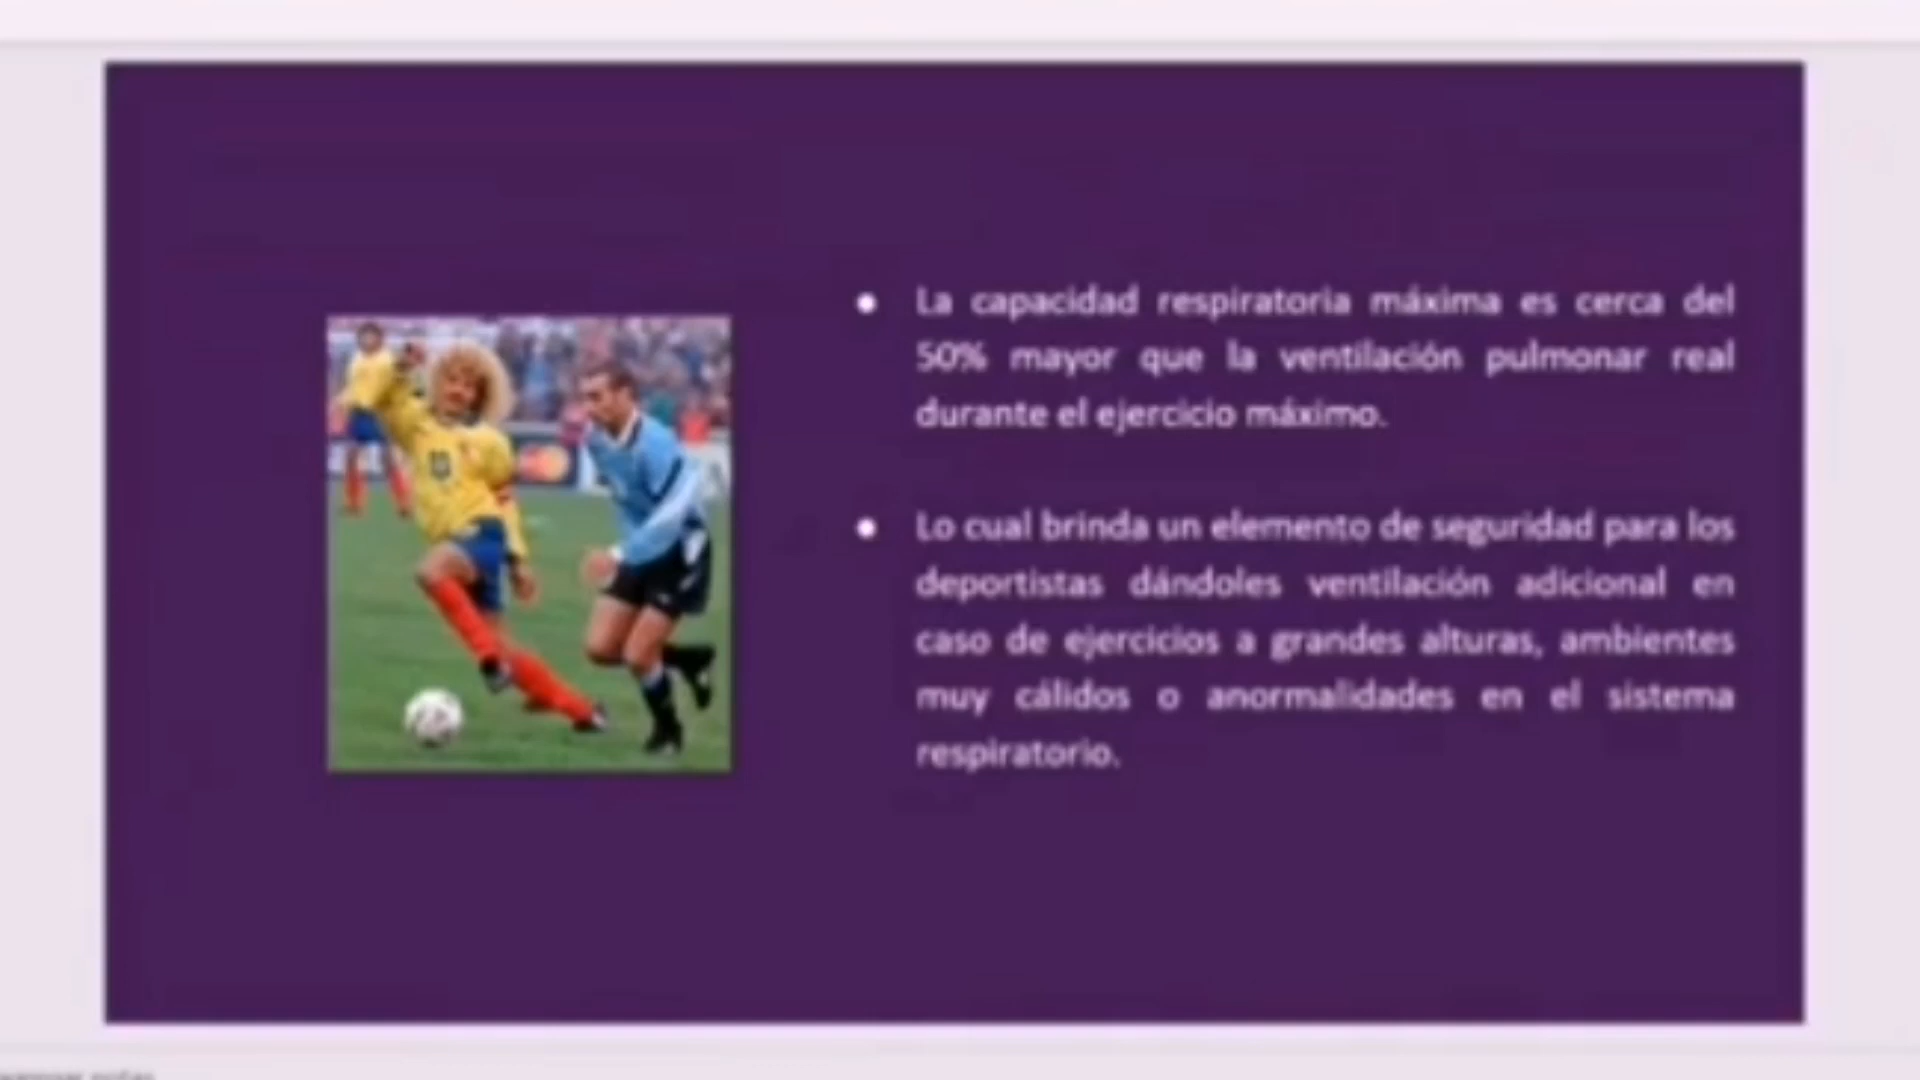 La capacidad respiratoria máxima es cerca del
50% mayor que la ventilación pulmonar real
durante el ejercicio máximo.
Lo cual brinda un elemento de seguridad para los
deportistas dándoles ventilación adicional en
caso de ejercicios a grandes alturas, ambientes
muy cálidos o anormalidades en el sistema
respiratorio.